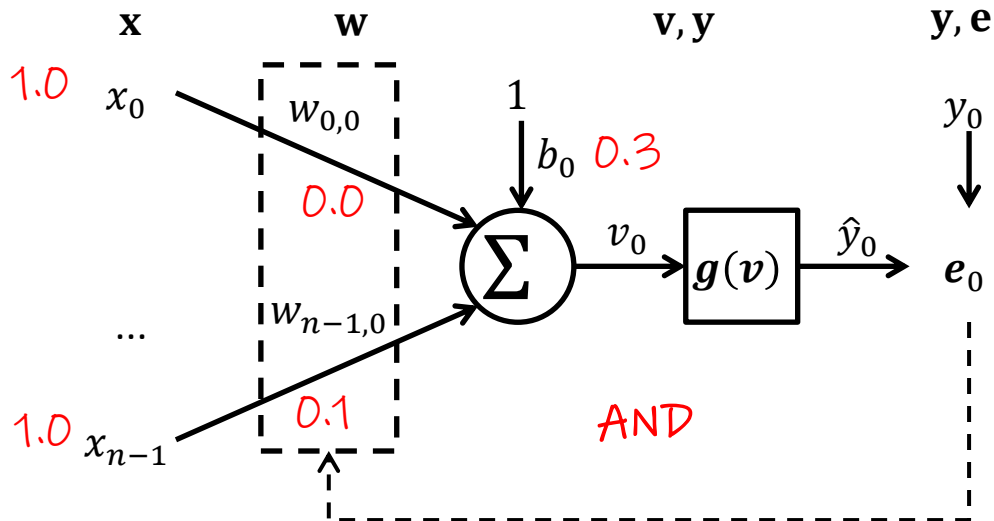 x w v, y y, e
1.0 x₀ w₀,₀ 1 y₀
b₀ 0.3
0.0
Σ v₀ g(v) ŷ₀ e₀
... wₙ₋₁,₀
0.1 AND
1.0 xₙ₋₁